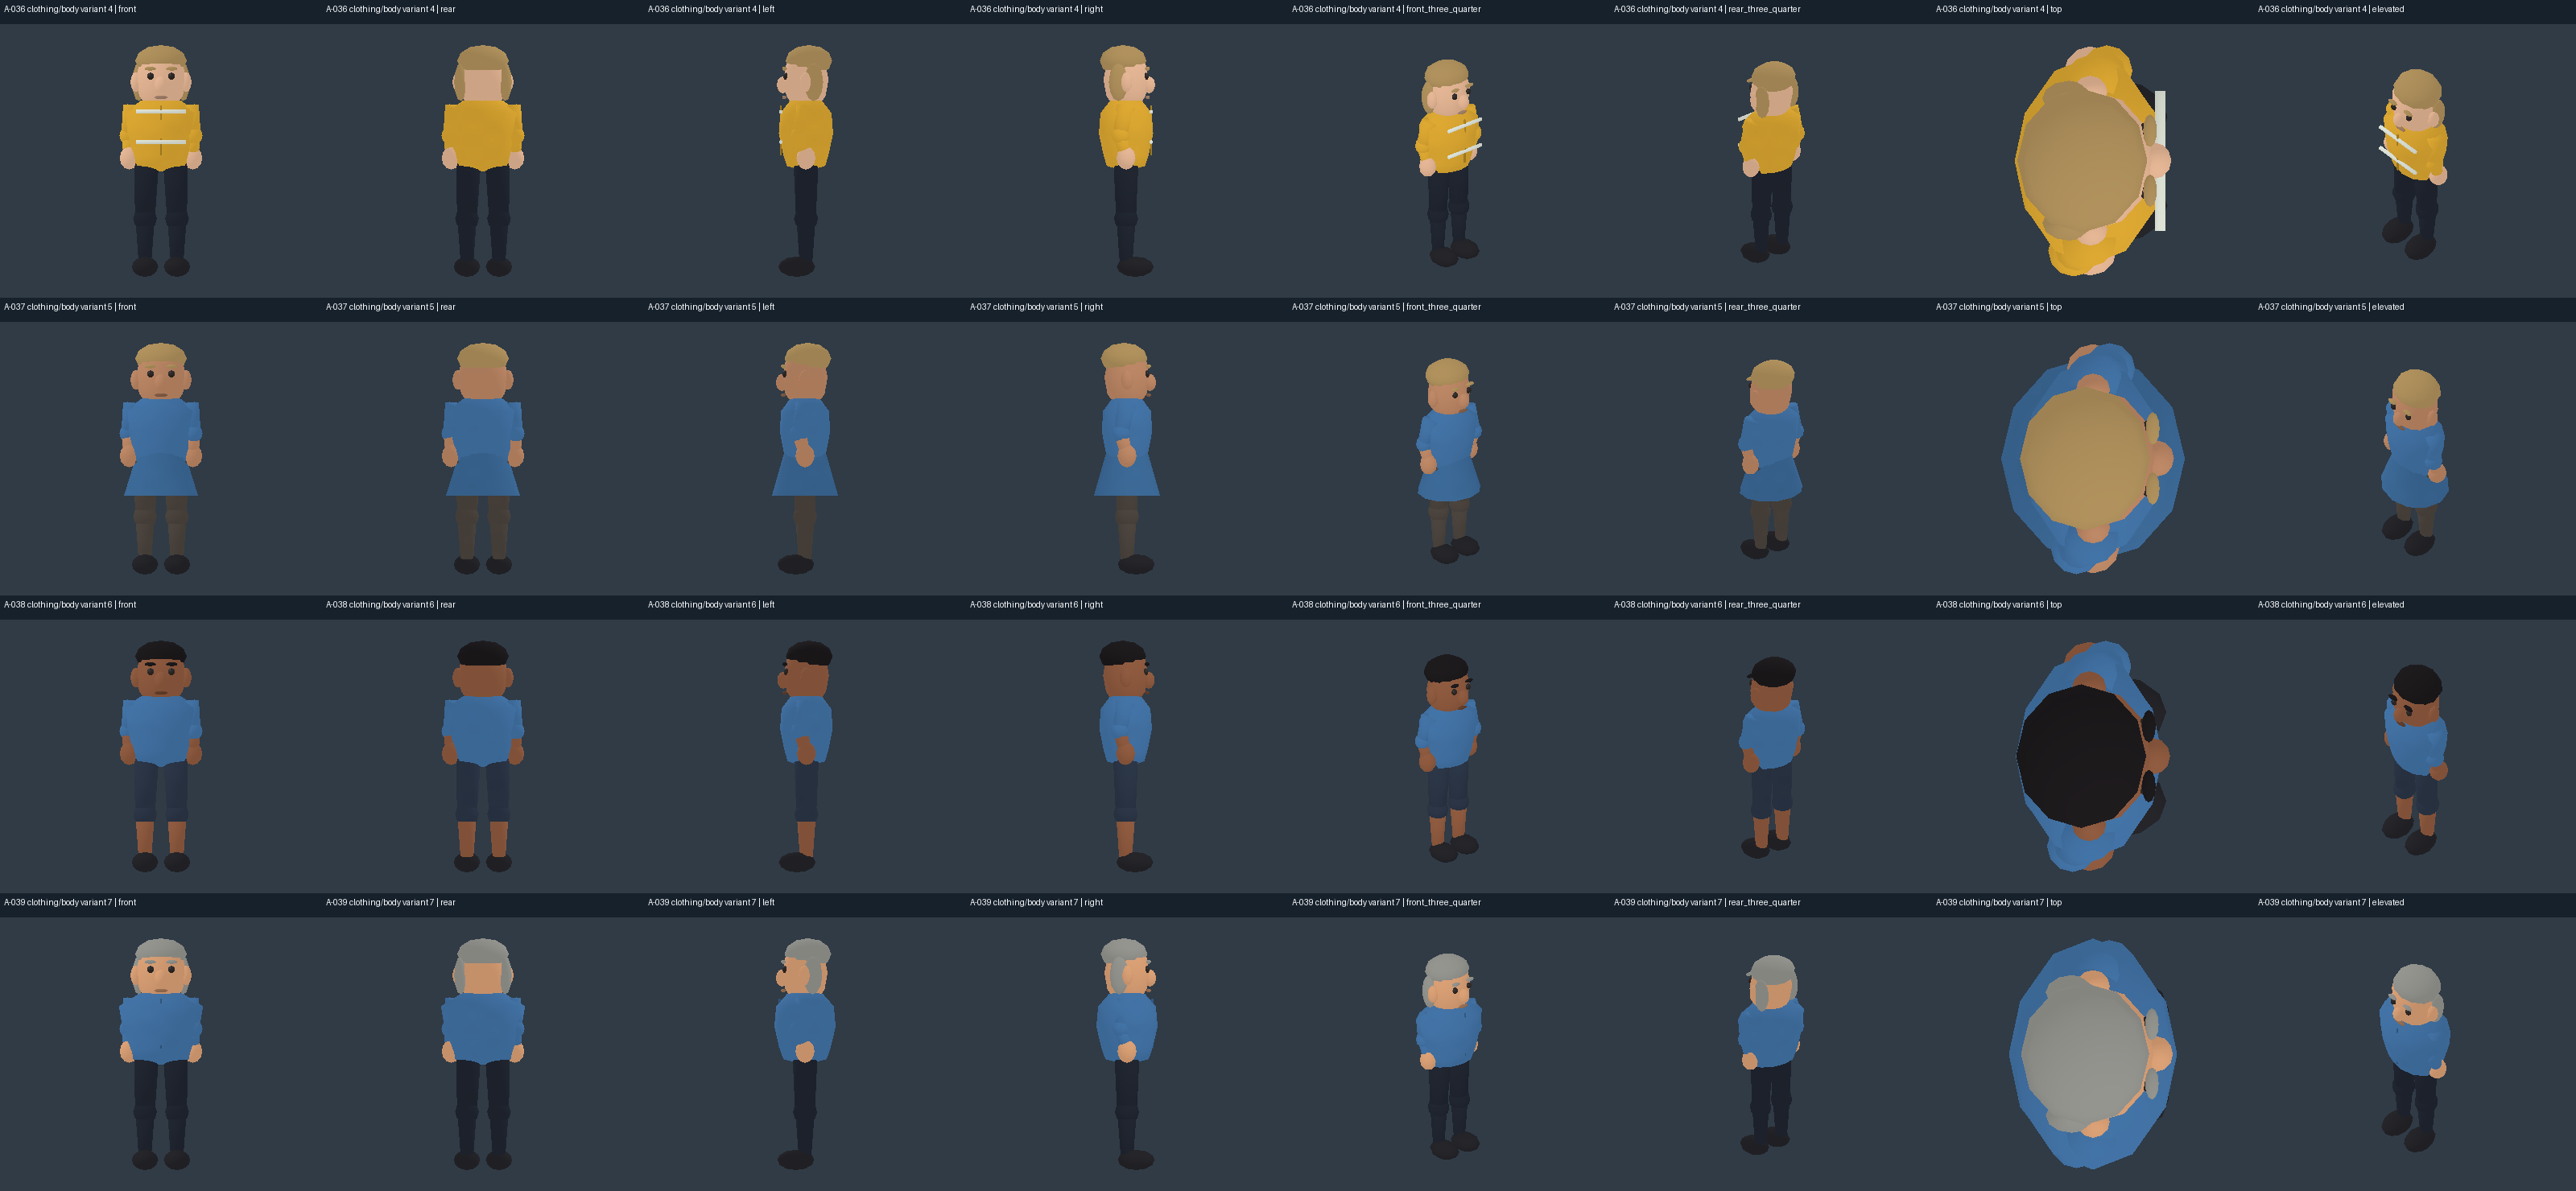 A-036 clothing/body variant 4 | front
A-036 clothing/body variant 4 | rear
A-036 clothing/body variant 4 | left
A-036 clothing/body variant 4 | right
A-036 clothing/body variant 4 | front_three_quarter
A-036 clothing/body variant 4 | rear_three_quarter
A-036 clothing/body variant 4 | top
A-036 clothing/body variant 4 | elevated
A-037 clothing/body variant 5 | front
A-037 clothing/body variant 5 | rear
A-037 clothing/body variant 5 | left
A-037 clothing/body variant 5 | right
A-037 clothing/body variant 5 | front_three_quarter
A-037 clothing/body variant 5 | rear_three_quarter
A-037 clothing/body variant 5 | top
A-037 clothing/body variant 5 | elevated
A-038 clothing/body variant 6 | front
A-038 clothing/body variant 6 | rear
A-038 clothing/body variant 6 | left
A-038 clothing/body variant 6 | right
A-038 clothing/body variant 6 | front_three_quarter
A-038 clothing/body variant 6 | rear_three_quarter
A-038 clothing/body variant 6 | top
A-038 clothing/body variant 6 | elevated
A-039 clothing/body variant 7 | front
A-039 clothing/body variant 7 | rear
A-039 clothing/body variant 7 | left
A-039 clothing/body variant 7 | right
A-039 clothing/body variant 7 | front_three_quarter
A-039 clothing/body variant 7 | rear_three_quarter
A-039 clothing/body variant 7 | top
A-039 clothing/body variant 7 | elevated